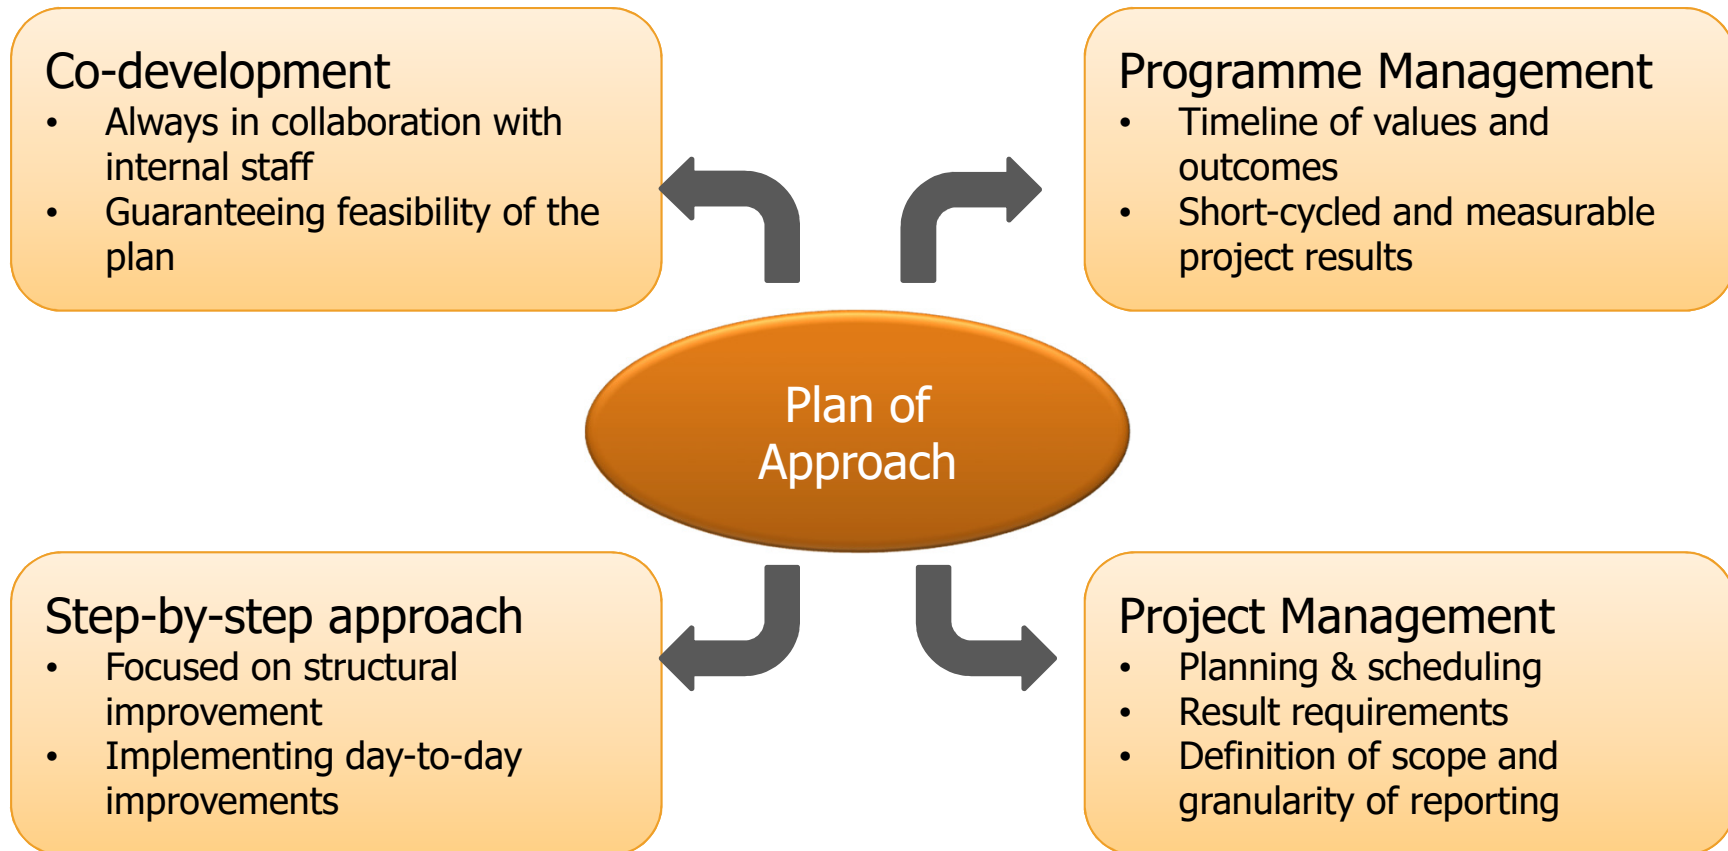 Co-development
• Always in collaboration with
internal staff
• Guaranteeing feasibility of the
plan
Programme Management
• Timeline of values and
outcomes
• Short-cycled and measurable
project results
Plan of
Approach
Step-by-step approach
• Focused on structural
improvement
• Implementing day-to-day
improvements
Project Management
• Planning & scheduling
• Result requirements
• Definition of scope and
granularity of reporting